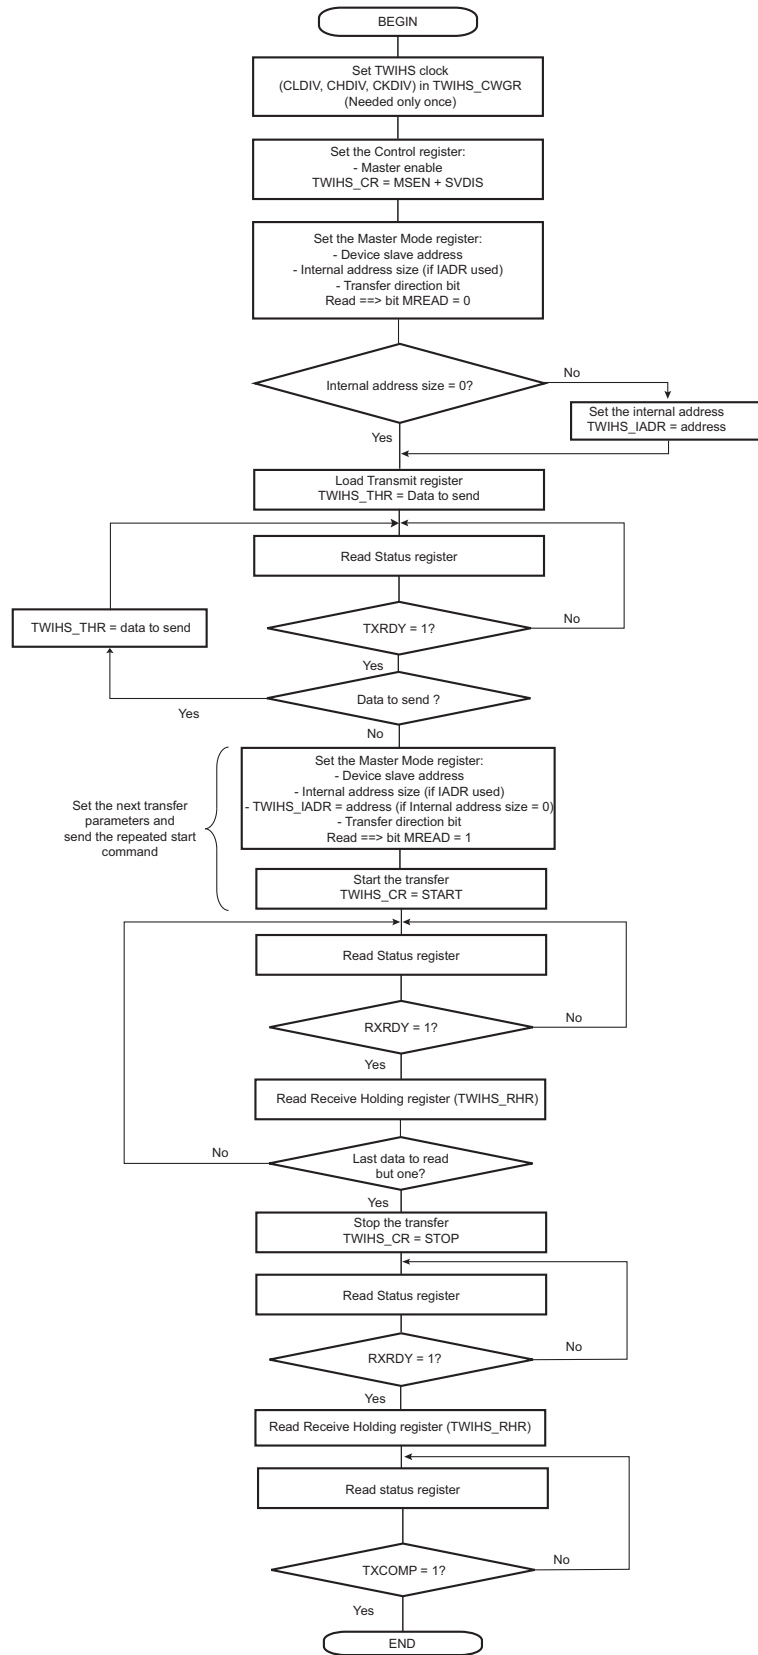 BEGIN
Set TWIHS clock
(CLDIV, CHDIV, CKDIV) in TWIHS_CWGR
(Needed only once)
Set the Control register:
- Master enable
TWIHS_CR = MSEN + SVDIS
Set the Master Mode register:
- Device slave address
- Internal address size (if IADR used)
- Transfer direction bit
Read ==> bit MREAD = 0
Internal address size = 0?
No
Set the internal address
TWIHS_IADR = address
Yes
Load Transmit register
TWIHS_THR = Data to send
Read Status register
TWIHS_THR = data to send
TXRDY = 1?
No
Yes
Data to send ?
Yes
No
Set the next transfer
parameters and
send the repeated start
command
Set the Master Mode register:
- Device slave address
- Internal address size (if IADR used)
- TWIHS_IADR = address (if Internal address size = 0)
- Transfer direction bit
Read ==> bit MREAD = 1
Start the transfer
TWIHS_CR = START
Read Status register
RXRDY = 1?
No
Yes
Read Receive Holding register (TWIHS_RHR)
No
Last data to read
but one?
Yes
Stop the transfer
TWIHS_CR = STOP
Read Status register
RXRDY = 1?
No
Yes
Read Receive Holding register (TWIHS_RHR)
Read status register
TXCOMP = 1?
No
Yes
END